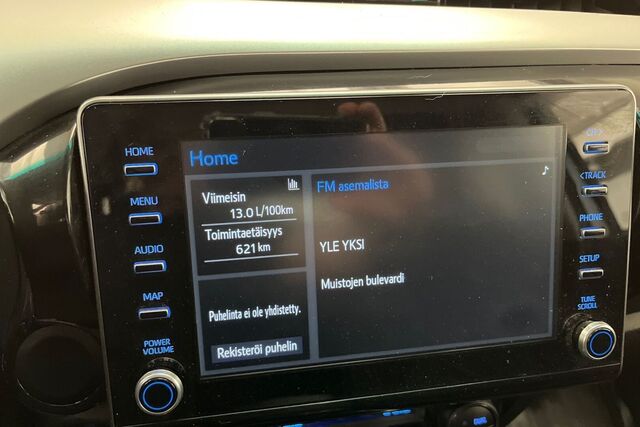 HOME
MENU
AUDIO
MAP
POWER
VOLUME
Home
Viimeisin
13.0 L/100km
Toimintaetäisyys
621 km
Puhelinta ei ole yhdistetty.
Rekisteröi puhelin
FM asemalista
YLE YKSI
Muistojen bulevardi
<TRACK
PHONE
SETUP
TUNE
SCROLL
DUAL